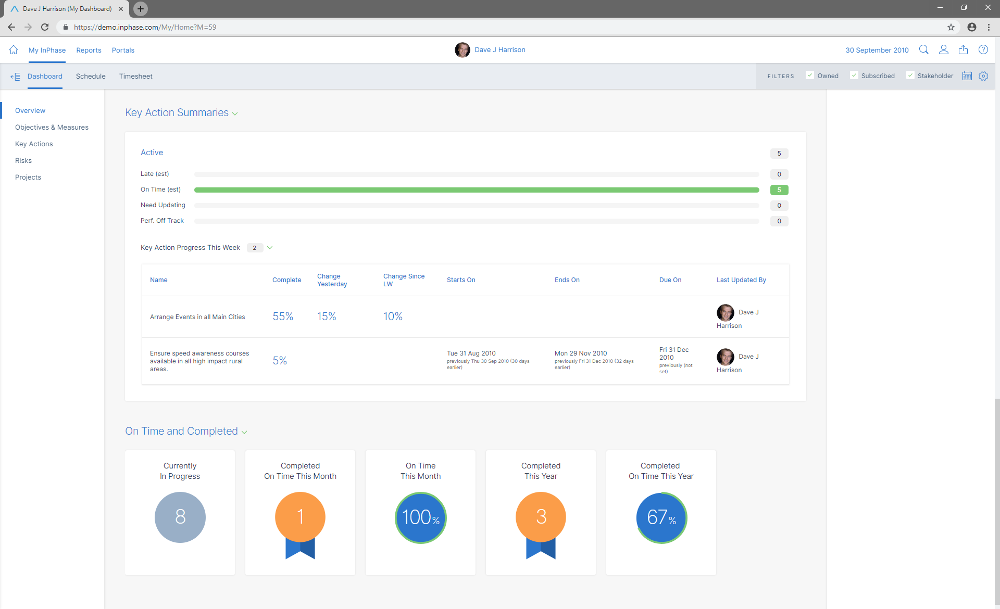 Dave J Harrison (My Dashboard)
https://demo.inphase.com/My/Home?M=59
My InPhase
Reports
Portals
Dave J Harrison
30 September 2010
Dashboard
Schedule
Timesheet
FILTERS
Owned
Subscribed
Stakeholder
Overview
Objectives & Measures
Key Actions
Risks
Projects
Key Action Summaries
Active
5
Late (est)
0
On Time (est)
5
Need Updating
0
Perf. Off Track
0
Key Action Progress This Week
2
Name
Complete
Change
Yesterday
Change Since
LW
Starts On
Ends On
Due On
Last Updated By
Arrange Events in all Main Cities
55%
15%
10%
Dave J
Harrison
Ensure speed awareness courses
available in all high impact rural
areas.
5%
Tue 31 Aug 2010
previously Thu 30 Sep 2010 (30 days
earlier)
Mon 29 Nov 2010
previously Fri 31 Dec 2010 (32 days
earlier)
Fri 31 Dec
2010
previously (not
set)
Dave J
Harrison
On Time and Completed
Currently
In Progress
8
Completed
On Time This Month
1
On Time
This Month
100%
Completed
This Year
3
Completed
On Time This Year
67%